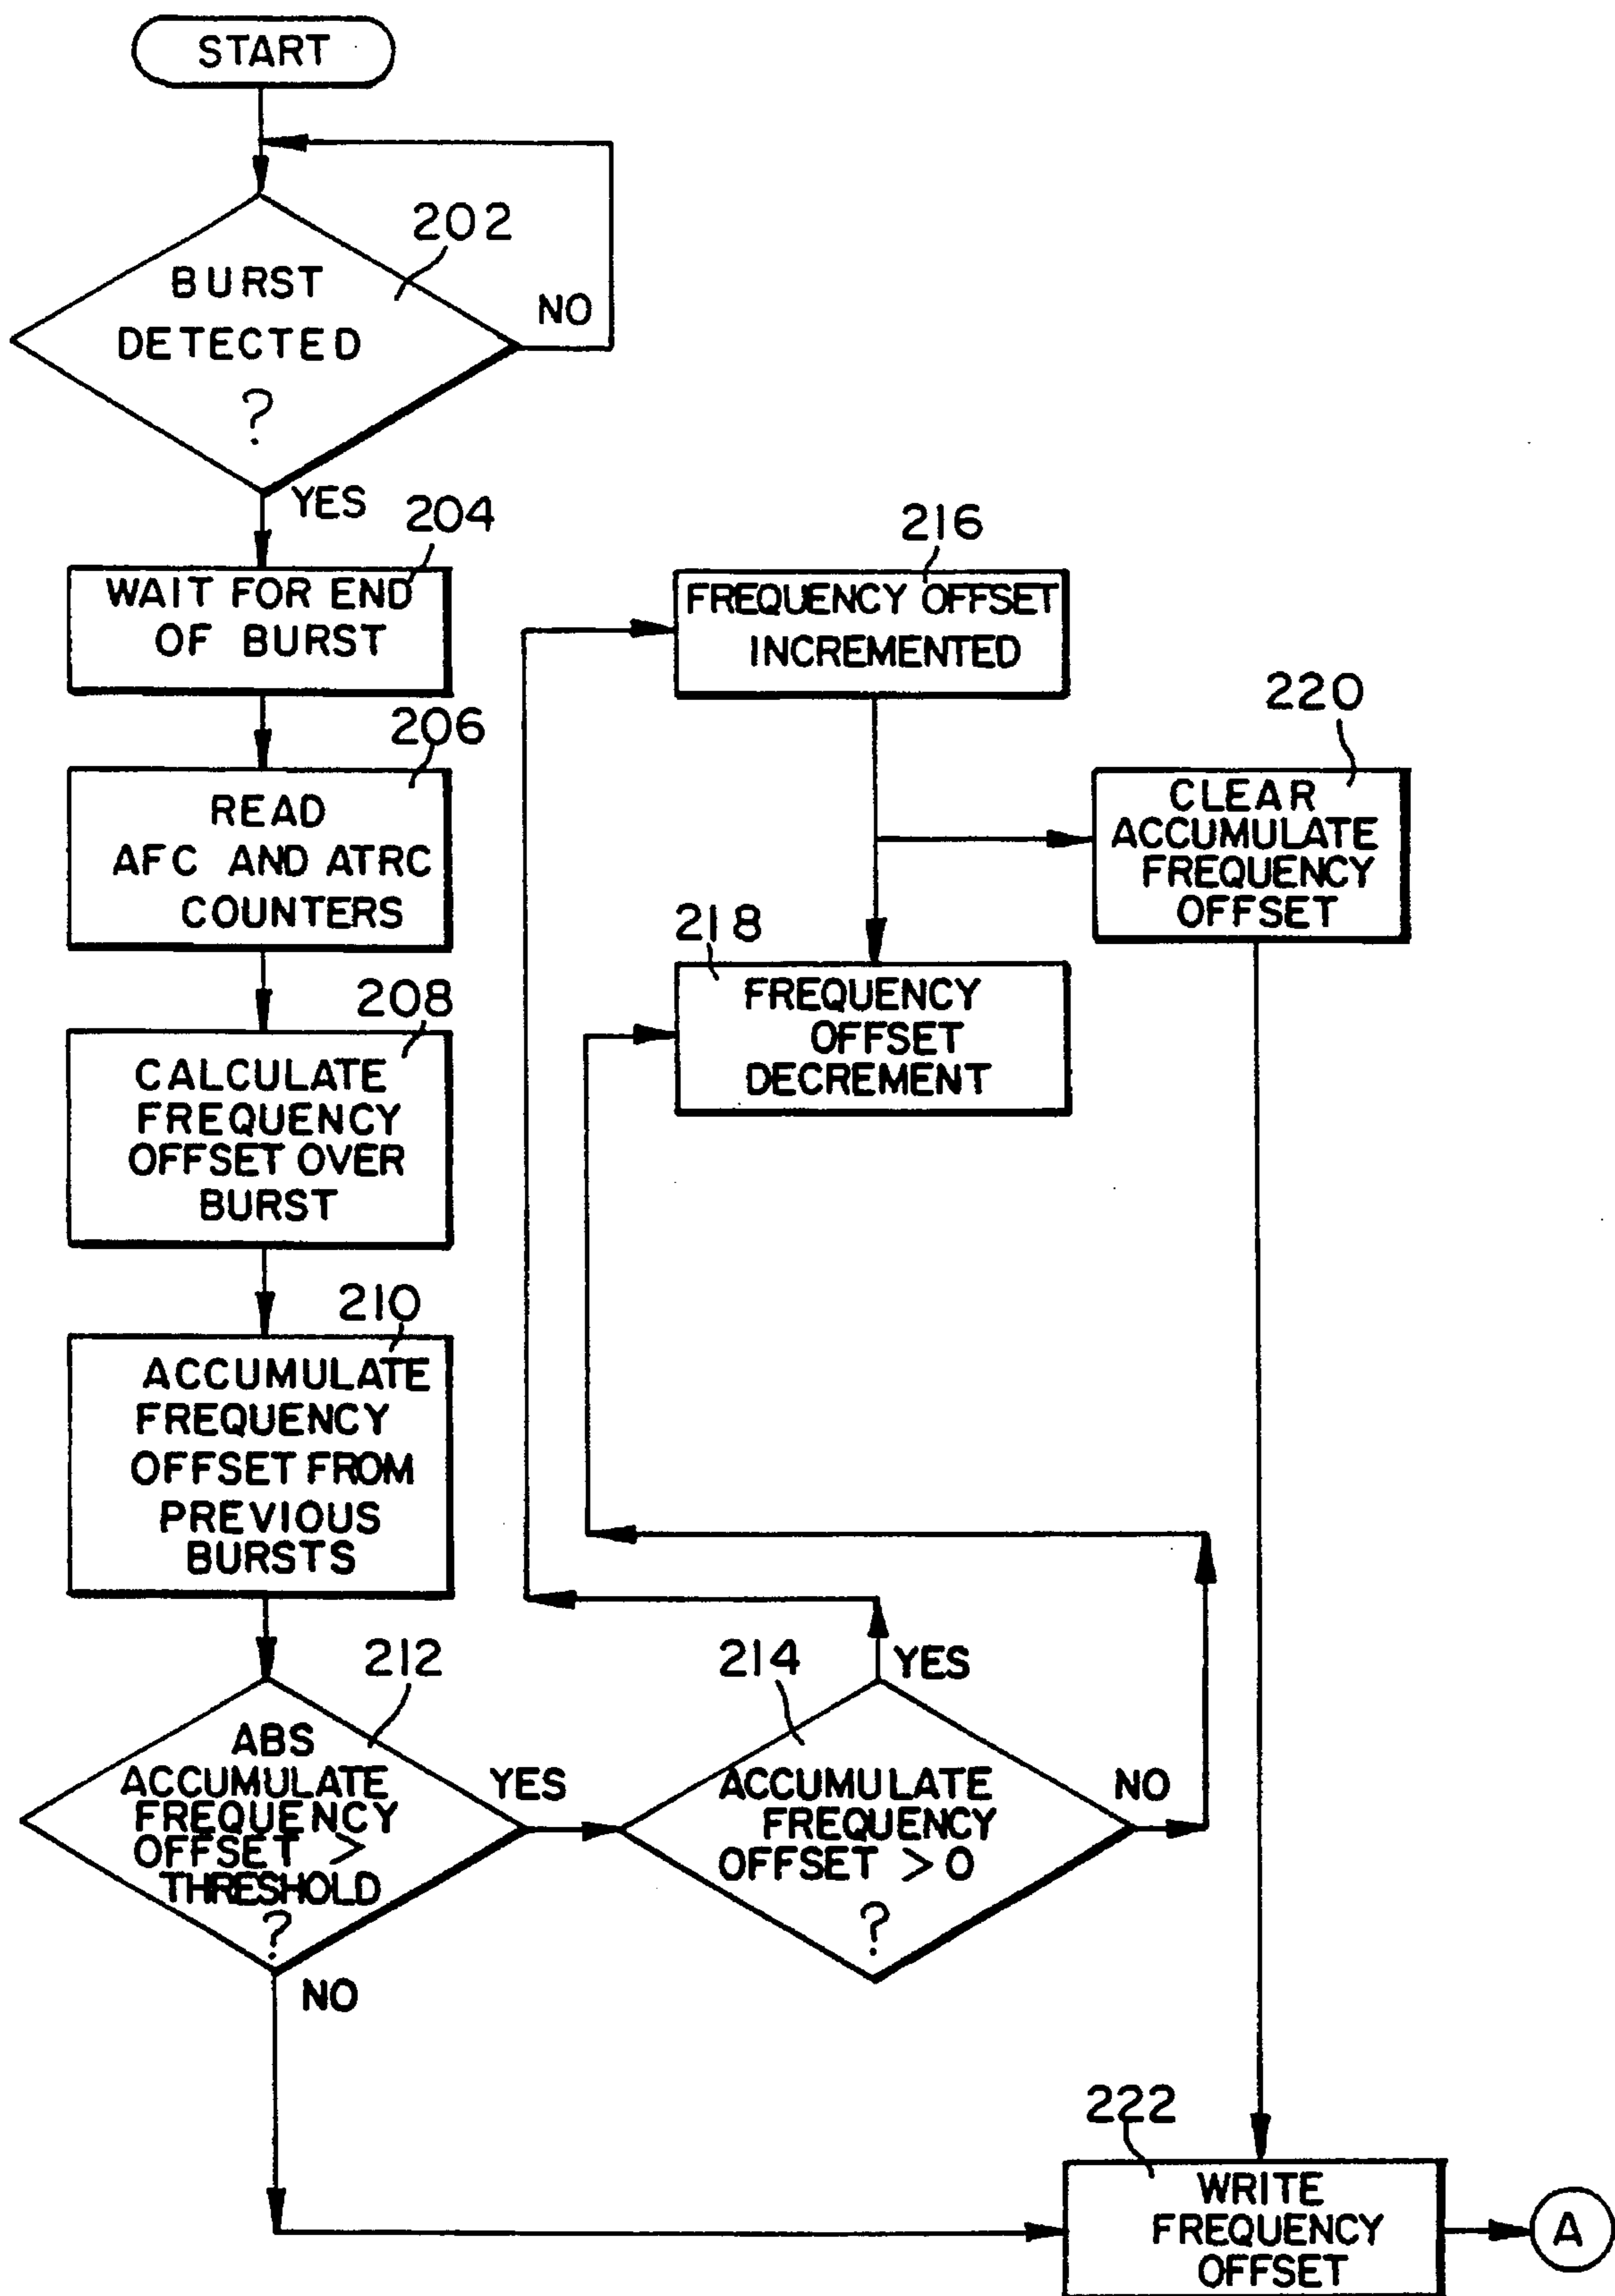 START
202
BURST
DETECTED
?
NO
YES
204
WAIT FOR END
OF BURST
206
READ
AFC AND ATRC
COUNTERS
208
CALCULATE
FREQUENCY
OFFSET OVER
BURST
210
ACCUMULATE
FREQUENCY
OFFSET FROM
PREVIOUS
BURSTS
212
ABS
ACCUMULATE
FREQUENCY
OFFSET >
THRESHOLD
?
YES
NO
214
ACCUMULATE
FREQUENCY
OFFSET > 0
?
YES
NO
216
FREQUENCY OFFSET
INCREMENTED
218
FREQUENCY
OFFSET
DECREMENT
220
CLEAR
ACCUMULATE
FREQUENCY
OFFSET
222
WRITE
FREQUENCY
OFFSET
A